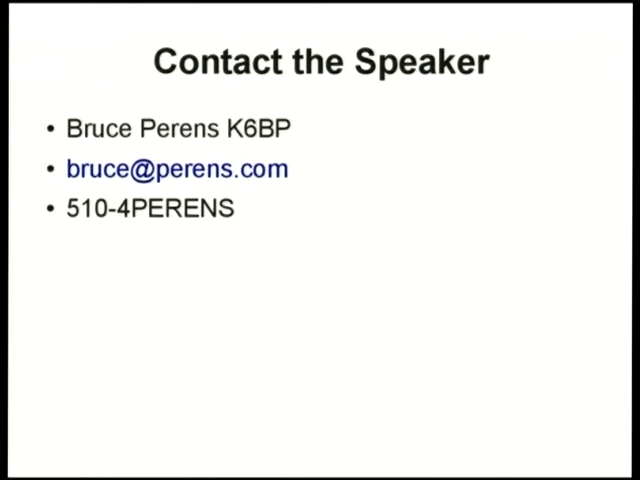 Contact the Speaker
• Bruce Perens K6BP
• bruce@perens.com
• 510-4PERENS